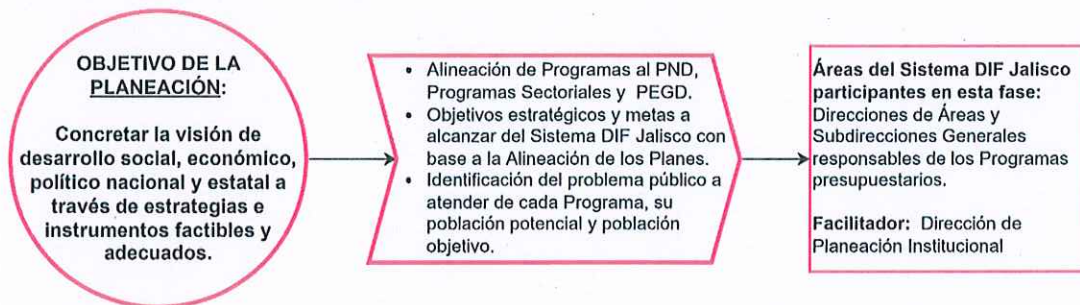 OBJETIVO DE LA
PLANEACIÓN:
Concretar la visión de
desarrollo social, económico,
político nacional y estatal a
través de estrategias e
instrumentos factibles y
adecuados.
• Alineación de Programas al PND,
Programas Sectoriales y PEGD.
• Objetivos estratégicos y metas a
alcanzar del Sistema DIF Jalisco con
base a la Alineación de los Planes.
• Identificación del problema público a
atender de cada Programa, su
población potencial y población
objetivo.
Áreas del Sistema DIF Jalisco
participantes en esta fase:
Direcciones de Áreas y
Subdirecciones Generales
responsables de los Programas
presupuestarios.
Facilitador: Dirección de
Planeación Institucional